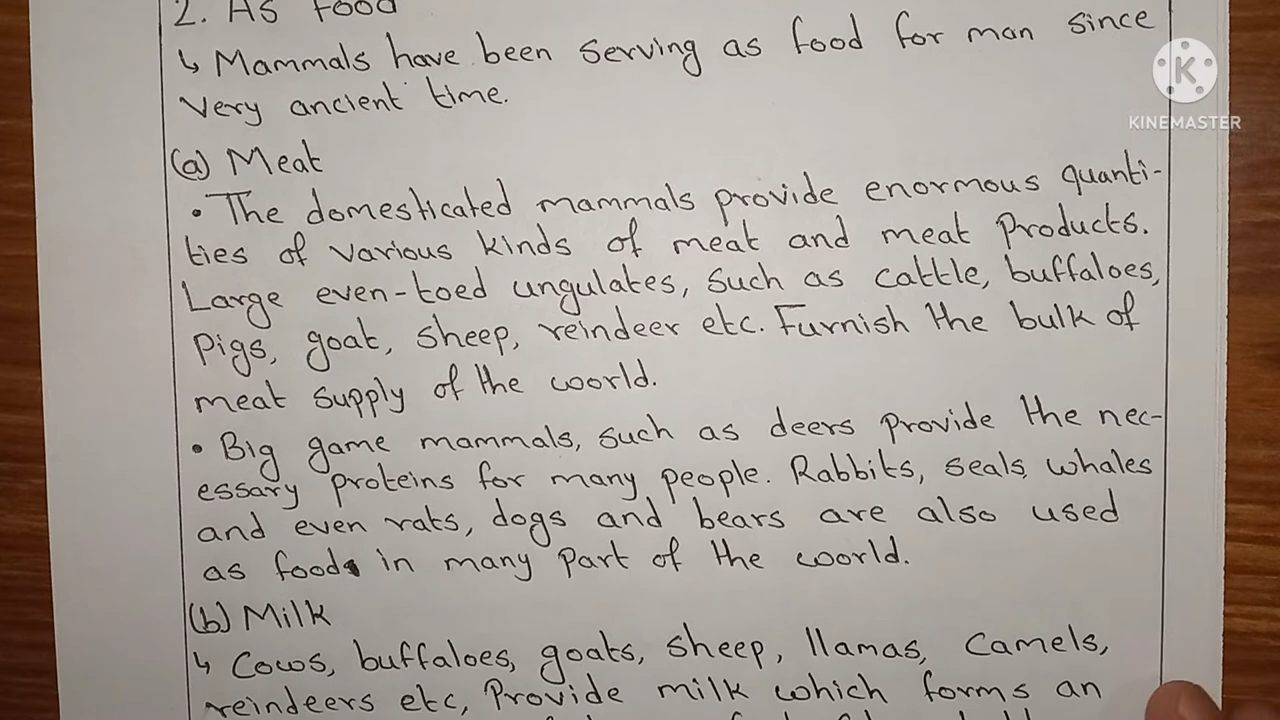 2. As Food
↳ Mammals have been serving as food for man since
very ancient time.
(a) Meat
• The domesticated mammals provide enormous quanti-
ties of various kinds of meat and meat products.
Large even-toed ungulates, such as cattle, buffaloes,
pigs, goat, sheep, reindeer etc. Furnish the bulk of
meat supply of the world.
• Big game mammals, such as deers provide the nec-
essary proteins for many people. Rabbits, seals, whales
and even rats, dogs and bears are also used
as food in many part of the world.
(b) Milk
↳ Cows, buffaloes, goats, sheep, llamas, camels,
reindeers etc, Provide milk which forms an
K
KINEMASTER